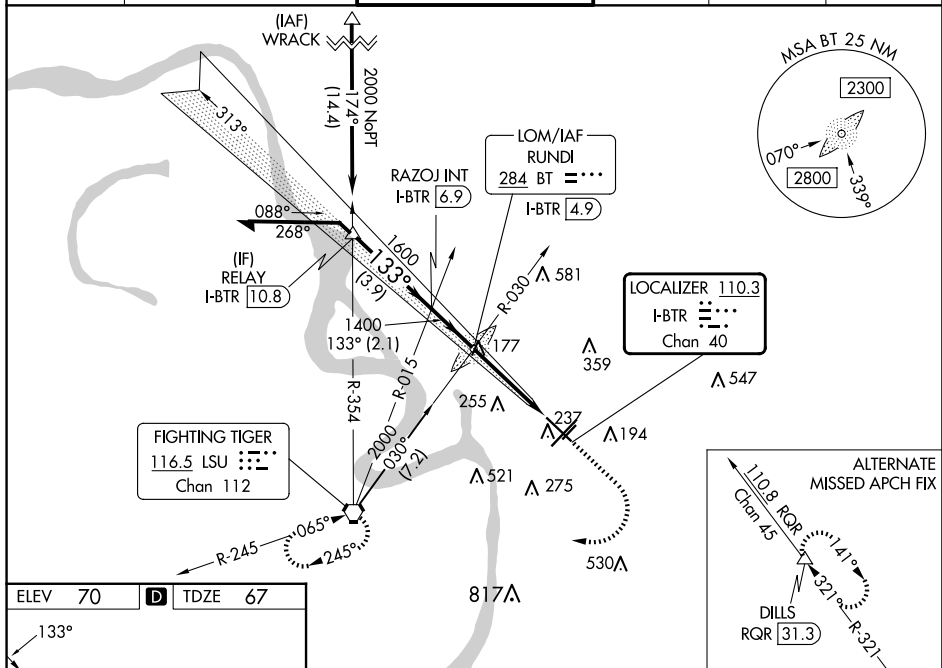 (IAF)
WRACK
2000 NoPT
174°
(14.4)
MSA BT 25 NM
2300
070°
2800
339°
313°
LOM/IAF
RUNDI
284 BT
I-BTR 4.9
RAZOJ INT
I-BTR 6.9
088°
268°
(IF)
RELAY
I-BTR 10.8
1600
133°
(3.9)
R-030
581
LOCALIZER 110.3
I-BTR
Chan 40
1400
133° (2.1)
177
359
547
R-354
R-015
255
237
194
FIGHTING TIGER
116.5 LSU
Chan 112
2000
030°
(7.2)
521
275
065°
R-245
245°
530
817
ALTERNATE
MISSED APCH FIX
110.8 RQR
Chan 45
141°
321°
R-321
DILLS
RQR 31.3
ELEV 70 D TDZE 67
133°